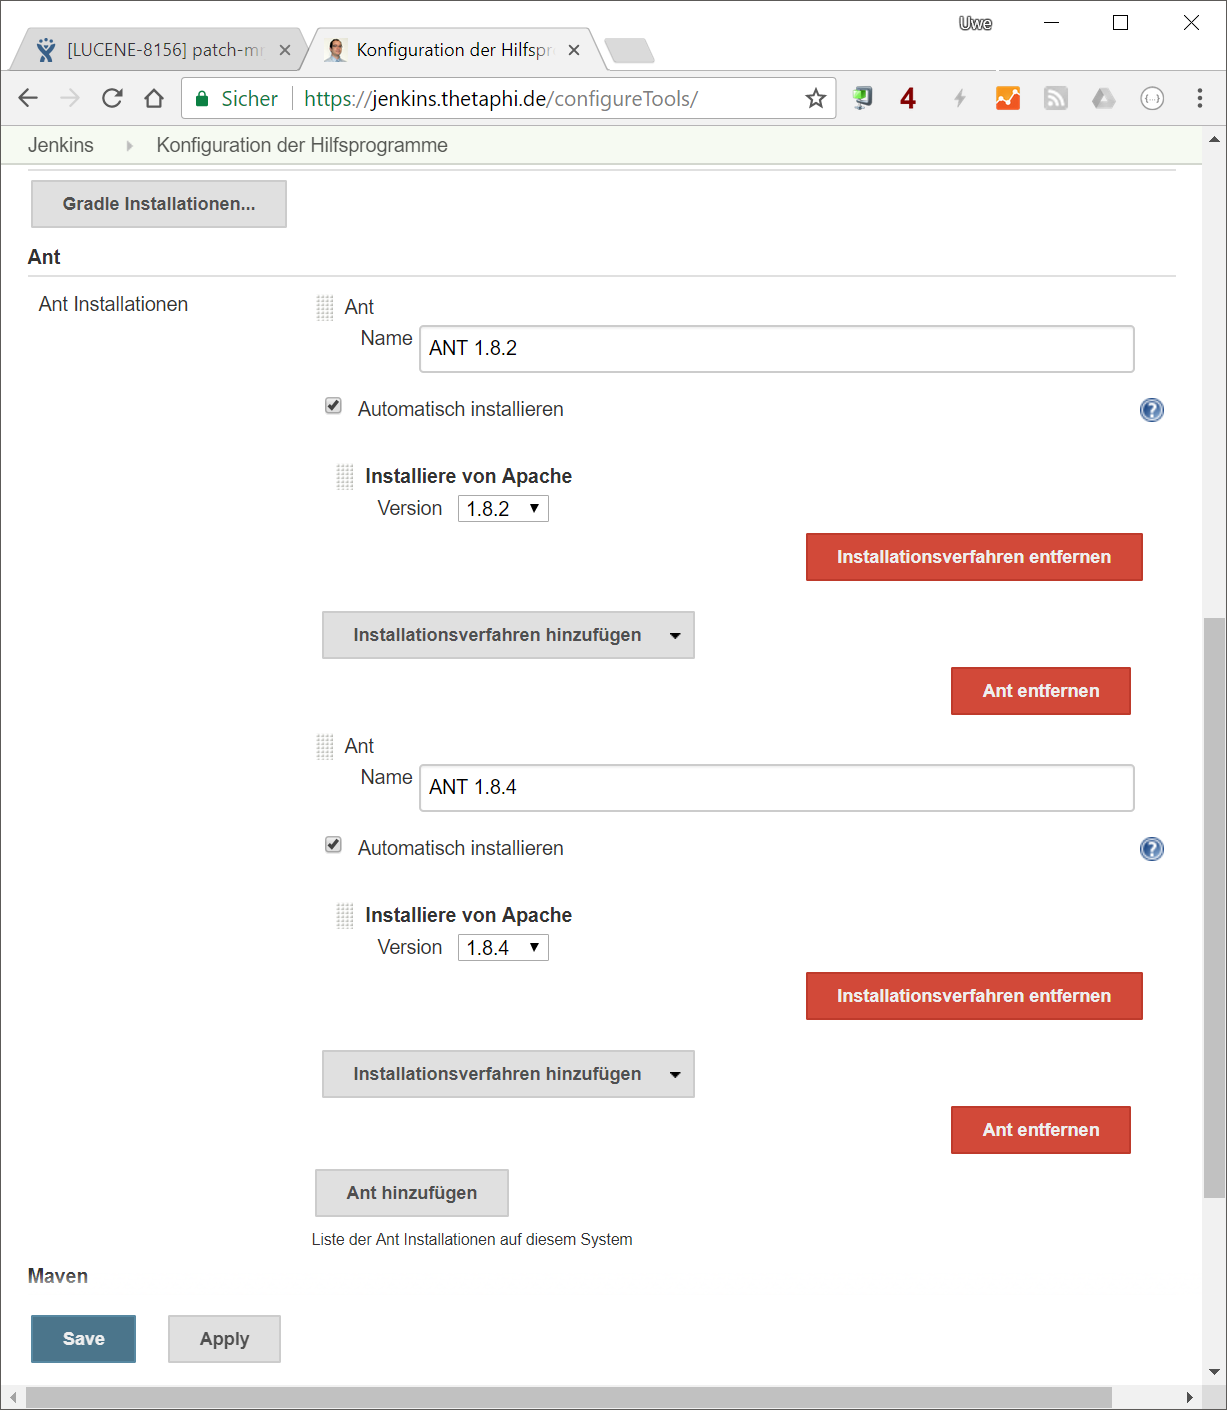 Uwe
[LUCENE-8156] patch-mr
Konfiguration der Hilfspr
Sicher https://jenkins.thetaphi.de/configureTools/ 4
Jenkins Konfiguration der Hilfsprogramme
Gradle Installationen...
Ant
Ant Installationen
Ant
Name ANT 1.8.2
Automatisch installieren
Installiere von Apache
Version 1.8.2
Installationsverfahren entfernen
Installationsverfahren hinzufügen
Ant entfernen
Ant
Name ANT 1.8.4
Automatisch installieren
Installiere von Apache
Version 1.8.4
Installationsverfahren entfernen
Installationsverfahren hinzufügen
Ant entfernen
Ant hinzufügen
Liste der Ant Installationen auf diesem System
Maven
Save Apply